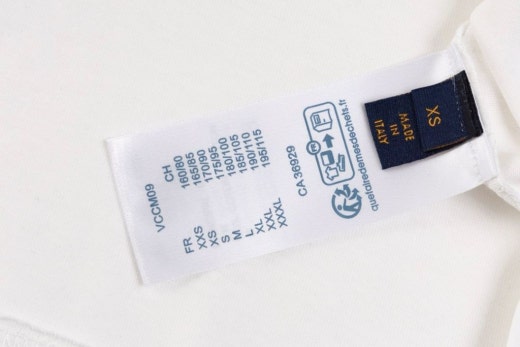 VCCM09
FR CH
XXS 160/80
XS 165/85
S 170/90
M 175/95
L 180/100
XL 185/105
XXL 190/110
XXXL 195/115
CA 36929
FR
quefairedemesdechets.fr
XS
MADE
IN
ITALY